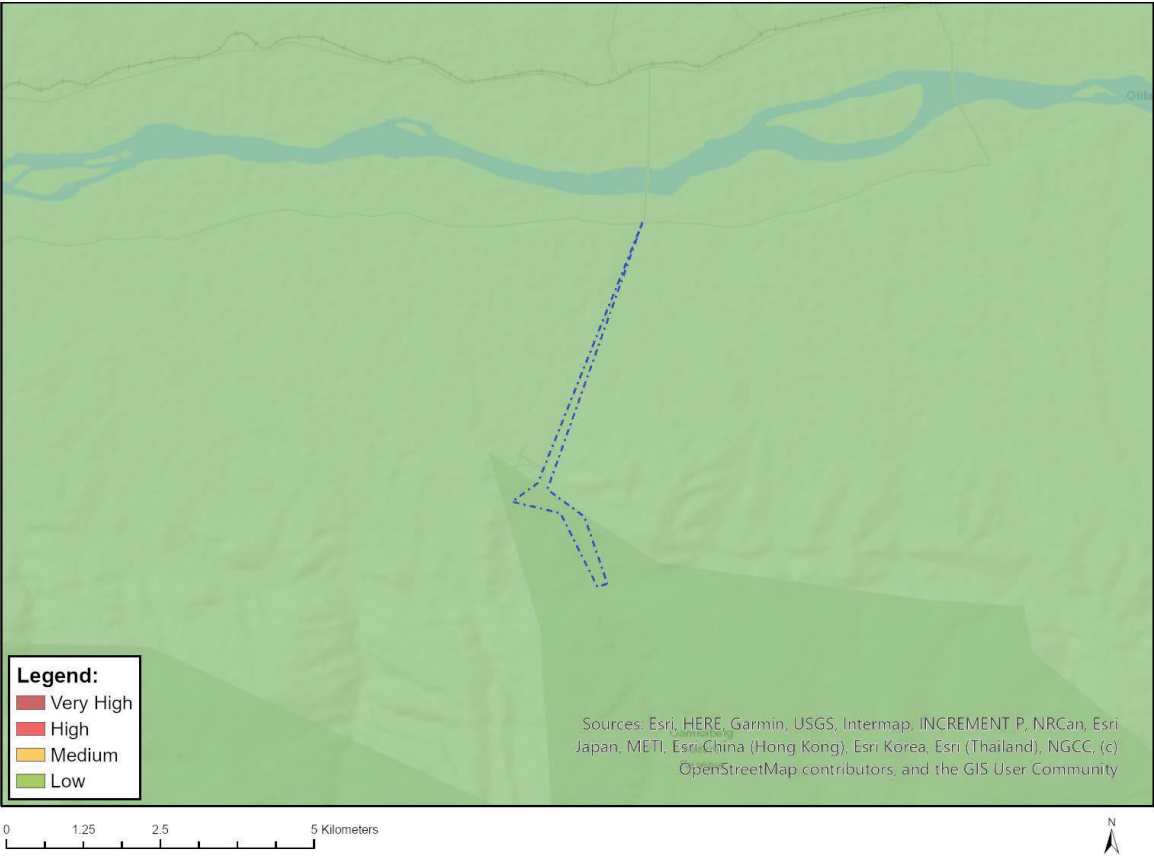 Olifa
Legend:
Very High
High
Medium
Low
Sources: Esri, HERE, Garmin, USGS, Intermap, INCREMENT P, NRCan, Esri
Japan, METI, Esri China (Hong Kong), Esri Korea, Esri (Thailand), NGCC, (c)
OpenStreetMap contributors, and the GIS User Community
0 1.25 2.5 5 Kilometers
N